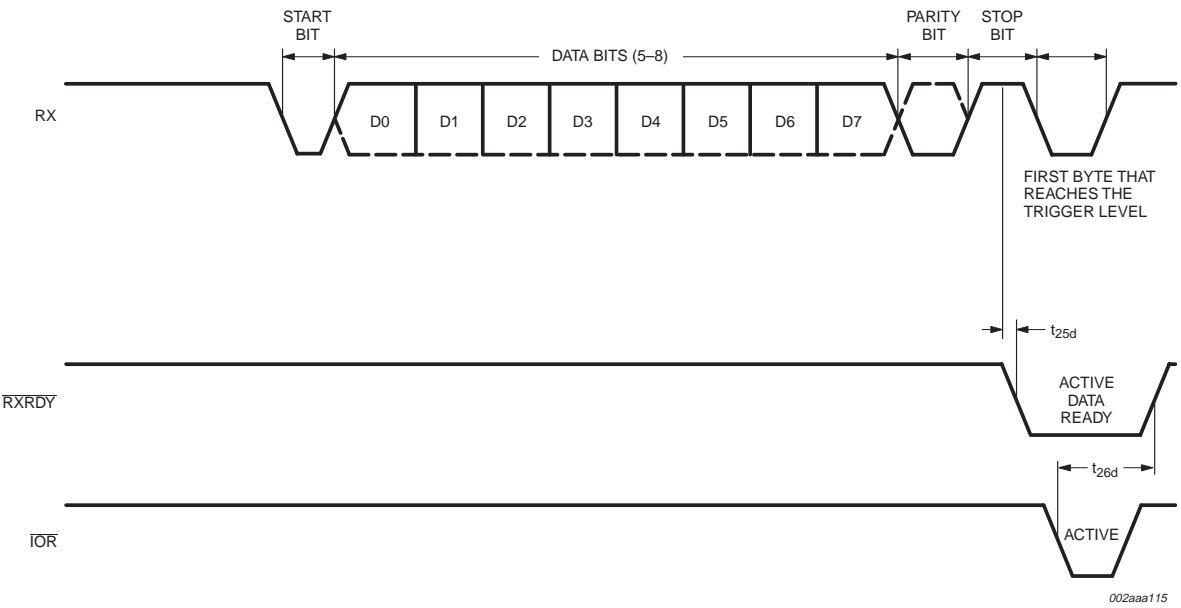 START
BIT
DATA BITS (5–8)
PARITY
BIT
STOP
BIT
RX
D0
D1
D2
D3
D4
D5
D6
D7
FIRST BYTE THAT
REACHES THE
TRIGGER LEVEL
t25d
RXRDY
ACTIVE
DATA
READY
t26d
IOR
ACTIVE
002aaa115